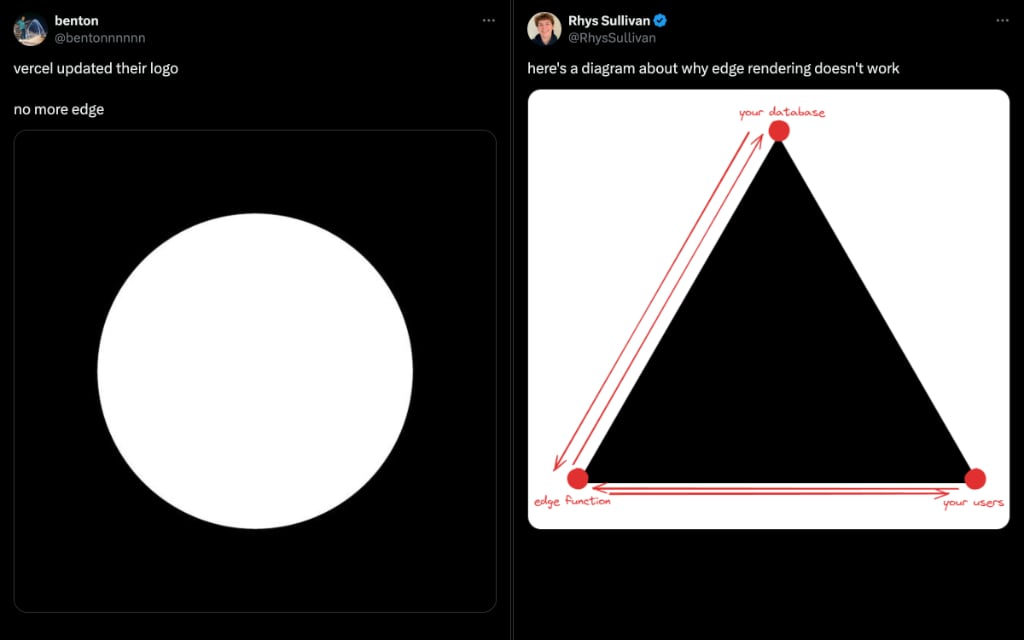 benton
@bentonnnnnn
vercel updated their logo
no more edge
Rhys Sullivan
@RhysSullivan
here's a diagram about why edge rendering doesn't work
your database
edge function
your users